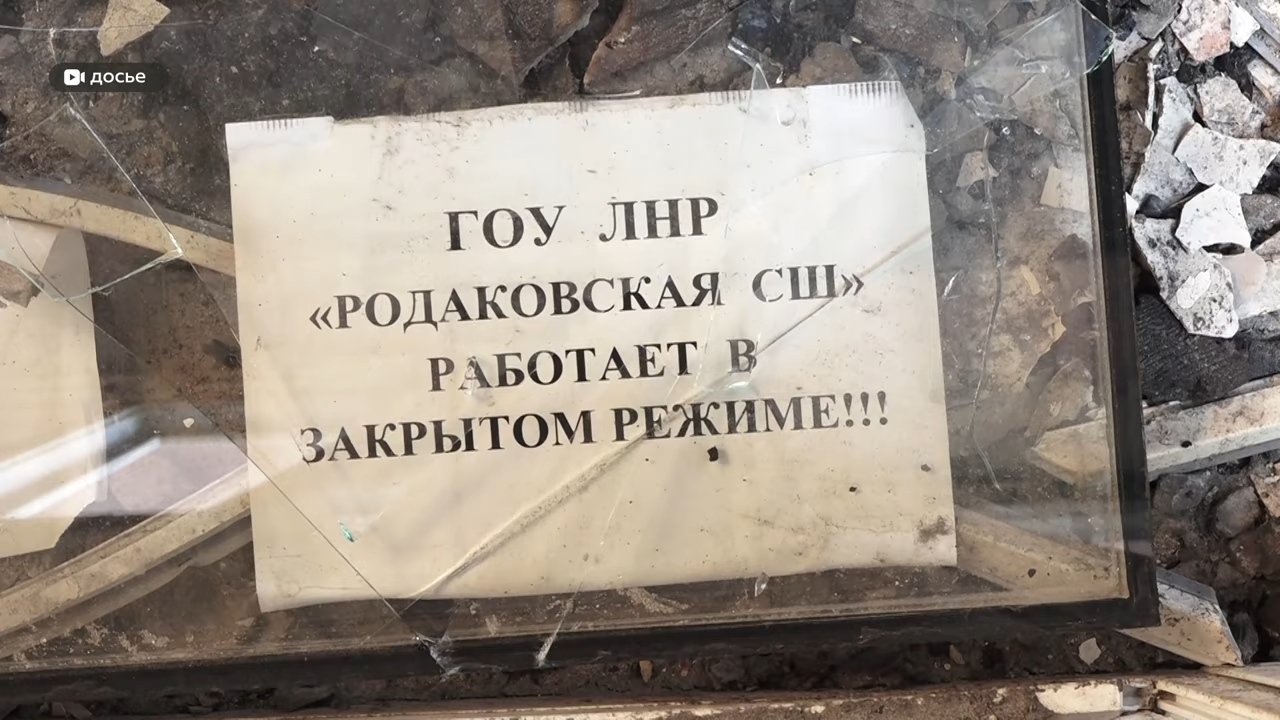 досье
ГОУ ЛНР
«РОДАКОВСКАЯ СШ»
РАБОТАЕТ В
ЗАКРЫТОМ РЕЖИМЕ!!!